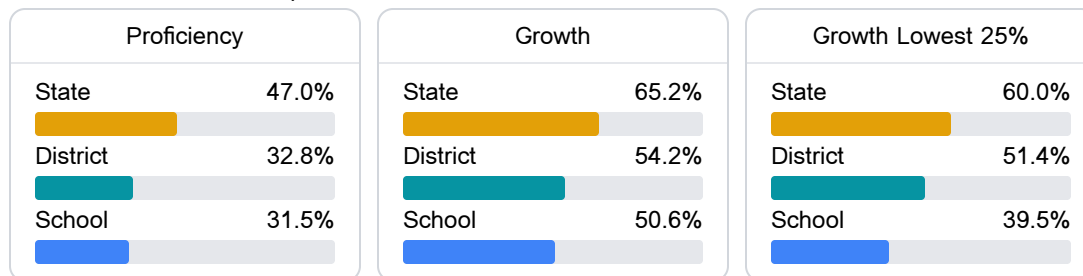 Proficiency
State 47.0%
District 32.8%
School 31.5%
Growth
State 65.2%
District 54.2%
School 50.6%
Growth Lowest 25%
State 60.0%
District 51.4%
School 39.5%